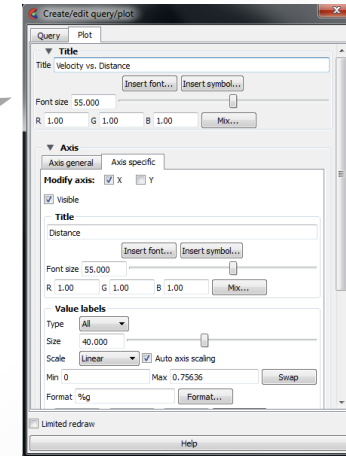 Create/edit query/plot
Query Plot
Title
Title Velocity vs. Distance
Insert font... Insert symbol...
Font size 55.000
R 1.00 G 1.00 B 1.00 Mix...
Axis
Axis general Axis specific
Modify axis: X Y
Visible
Title
Distance
Insert font... Insert symbol...
Font size 55.000
R 1.00 G 1.00 B 1.00 Mix...
Value labels
Type All
Size 40.000
Scale Linear Auto axis scaling
Min 0 Max 0.75636 Swap
Format %g Format...
Limited redraw
Help